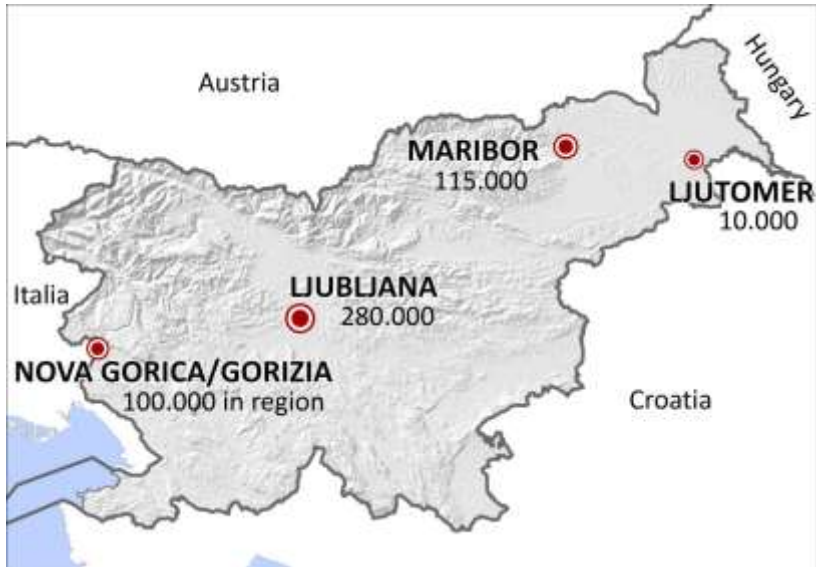 Austria
Hungary
MARIBOR
115.000
LJUTOMER
10.000
Italia
LJUBLJANA
280.000
NOVA GORICA/GORIZIA
100.000 in region
Croatia